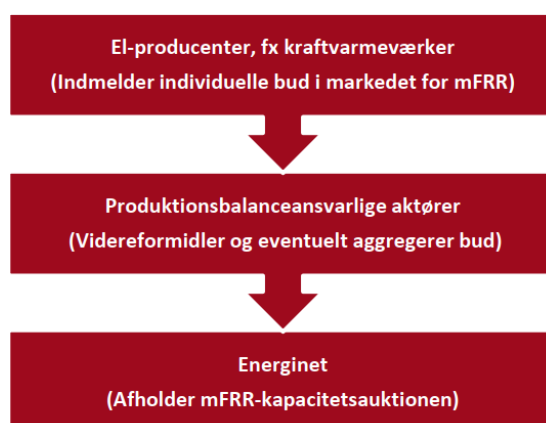 El-producenter, fx kraftvarmeværker
(Indmelder individuelle bud i markedet for mFRR)
Produktionsbalanceansvarlige aktører
(Videreformidler og eventuelt aggregerer bud)
Energinet
(Afholder mFRR-kapacitetsauktionen)